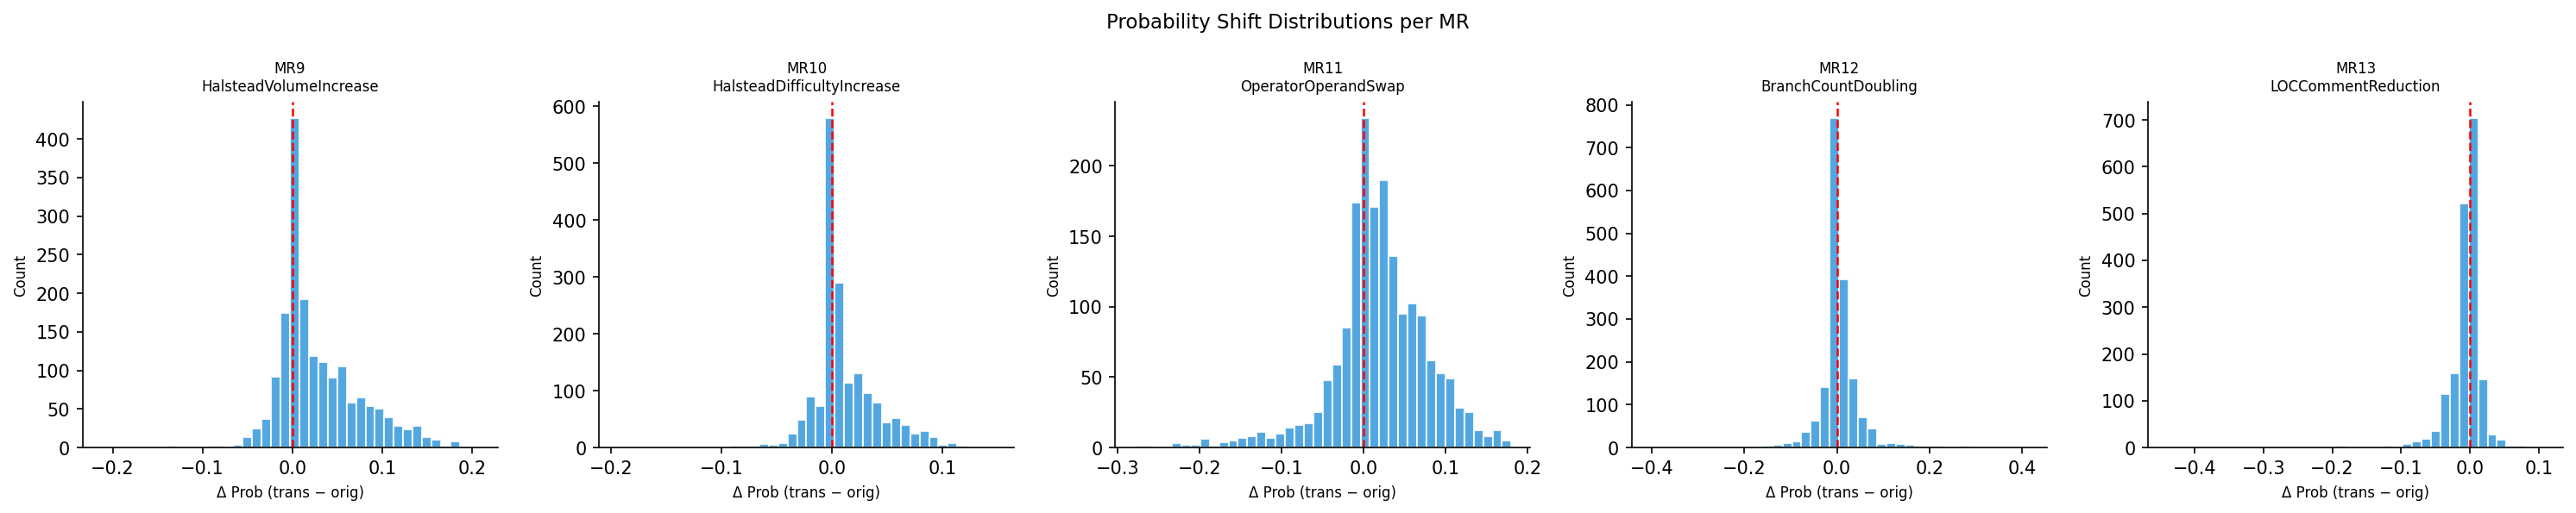 Probability Shift Distributions per MR
MR9
HalsteadVolumeIncrease
400
350
300
250
200
150
100
50
0
Count
−0.2 −0.1 0.0 0.1 0.2
Δ Prob (trans − orig)
MR10
HalsteadDifficultyIncrease
600
500
400
300
200
100
0
Count
−0.2 −0.1 0.0 0.1
Δ Prob (trans − orig)
MR11
OperatorOperandSwap
200
150
100
50
0
Count
−0.3 −0.2 −0.1 0.0 0.1 0.2
Δ Prob (trans − orig)
MR12
BranchCountDoubling
800
700
600
500
400
300
200
100
0
Count
−0.4 −0.2 0.0 0.2 0.4
Δ Prob (trans − orig)
MR13
LOCCommentReduction
700
600
500
400
300
200
100
0
Count
−0.4 −0.3 −0.2 −0.1 0.0 0.1
Δ Prob (trans − orig)